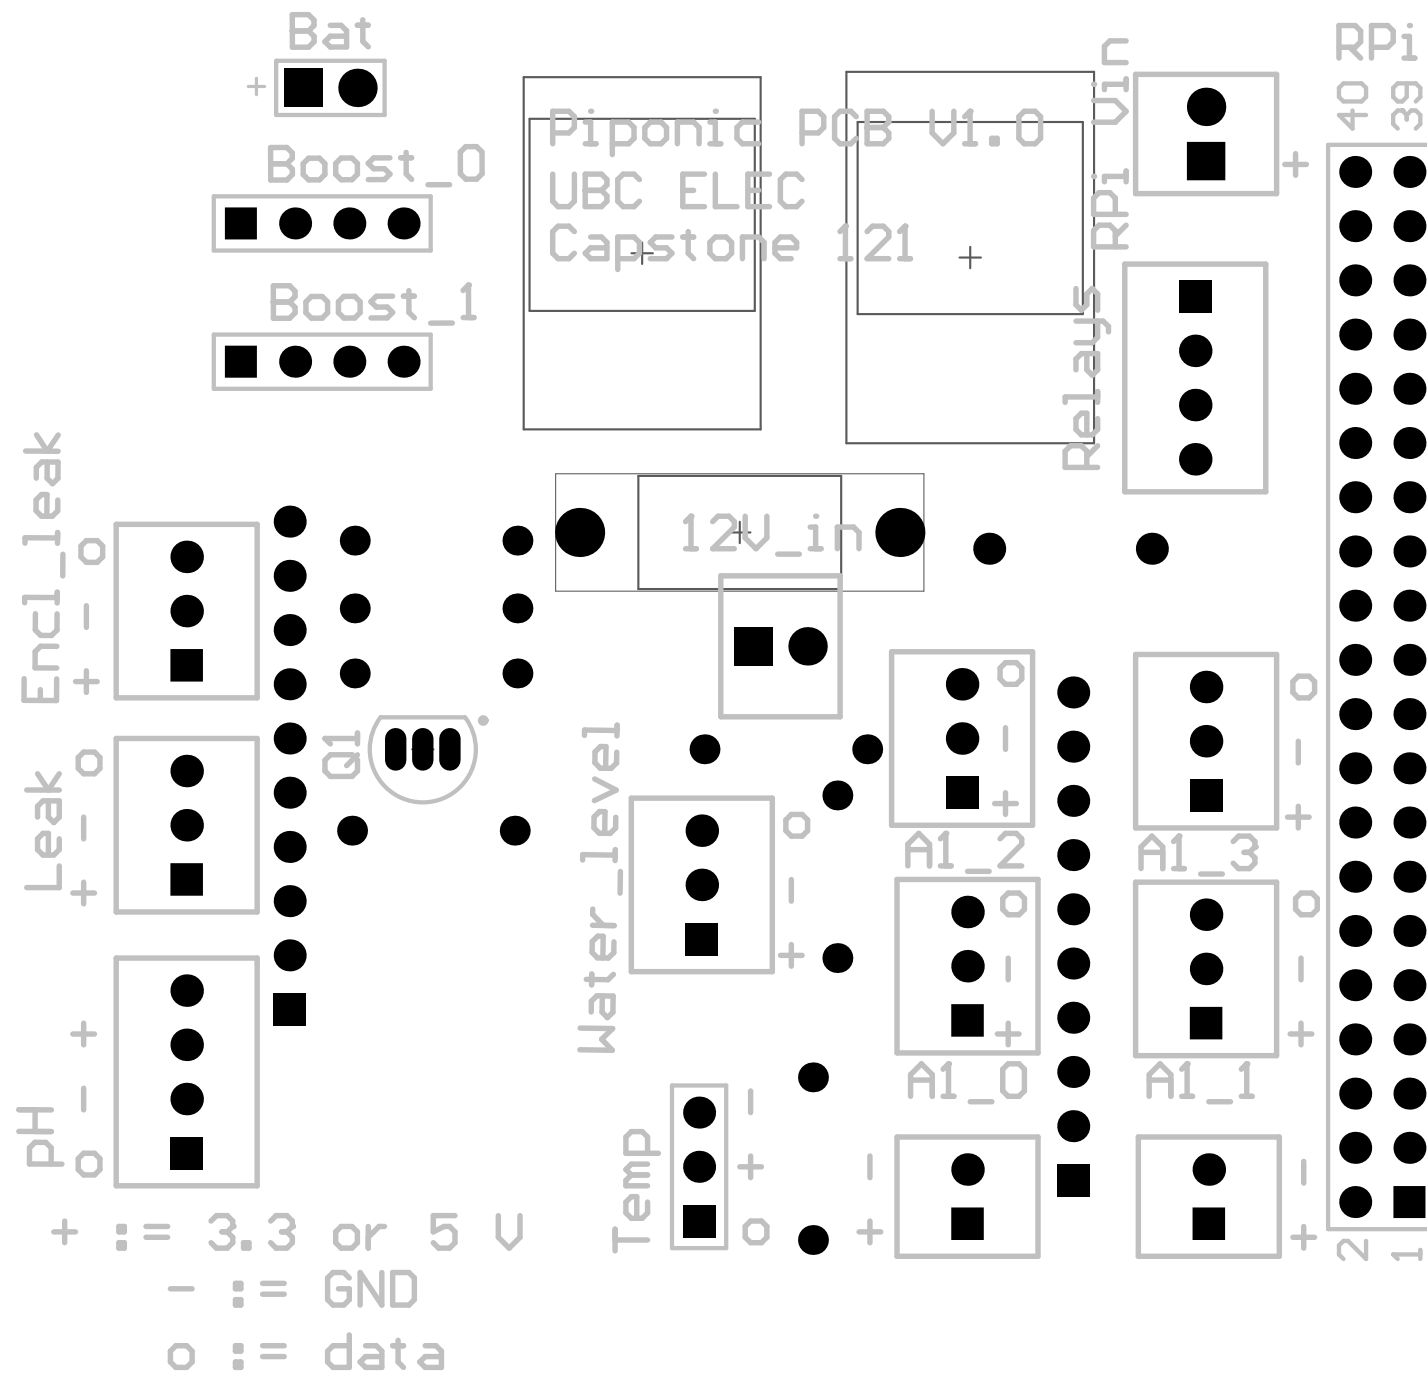 Bat
+
Boost_0
Boost_1
Piponic PCB V1.0
UBC ELEC
Capstone 121
RPi Vin
+
RPi
40 39
Relays
12V_in
Encl_leak
o
-
+
Q1
Leak
o
-
+
Water_level
o
-
+
o
-
+
A1_2
o
-
+
A1_3
o
-
+
A1_0
o
-
+
A1_1
+
-
o
pH
Temp
-
+
o
-
+
-
+
2 1
+ := 3.3 or 5 V
- := GND
o := data